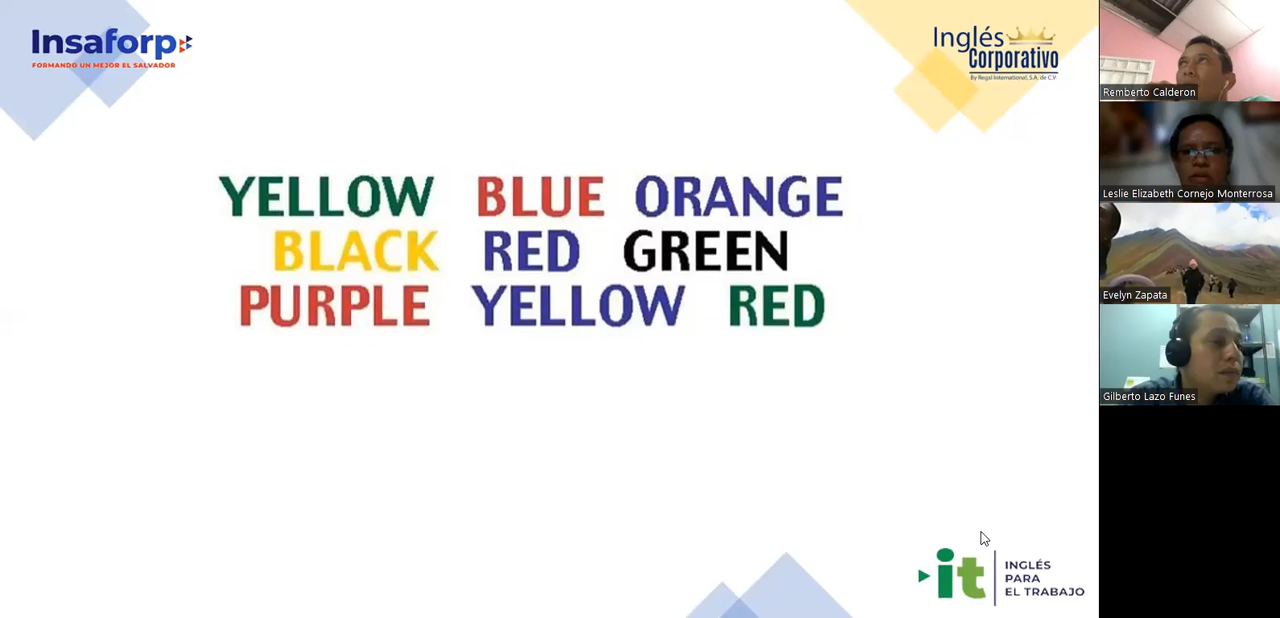 Insaforp
FORMANDO UN MEJOR EL SALVADOR
Inglés
Corporativo
By Regal International, S.A. de C.V.
YELLOW BLUE ORANGE
BLACK RED GREEN
PURPLE YELLOW RED
it
INGLÉS
PARA
EL TRABAJO
Remberto Calderon
Leslie Elizabeth Cornejo Monterrosa
Evelyn Zapata
Gilberto Lazo Funes